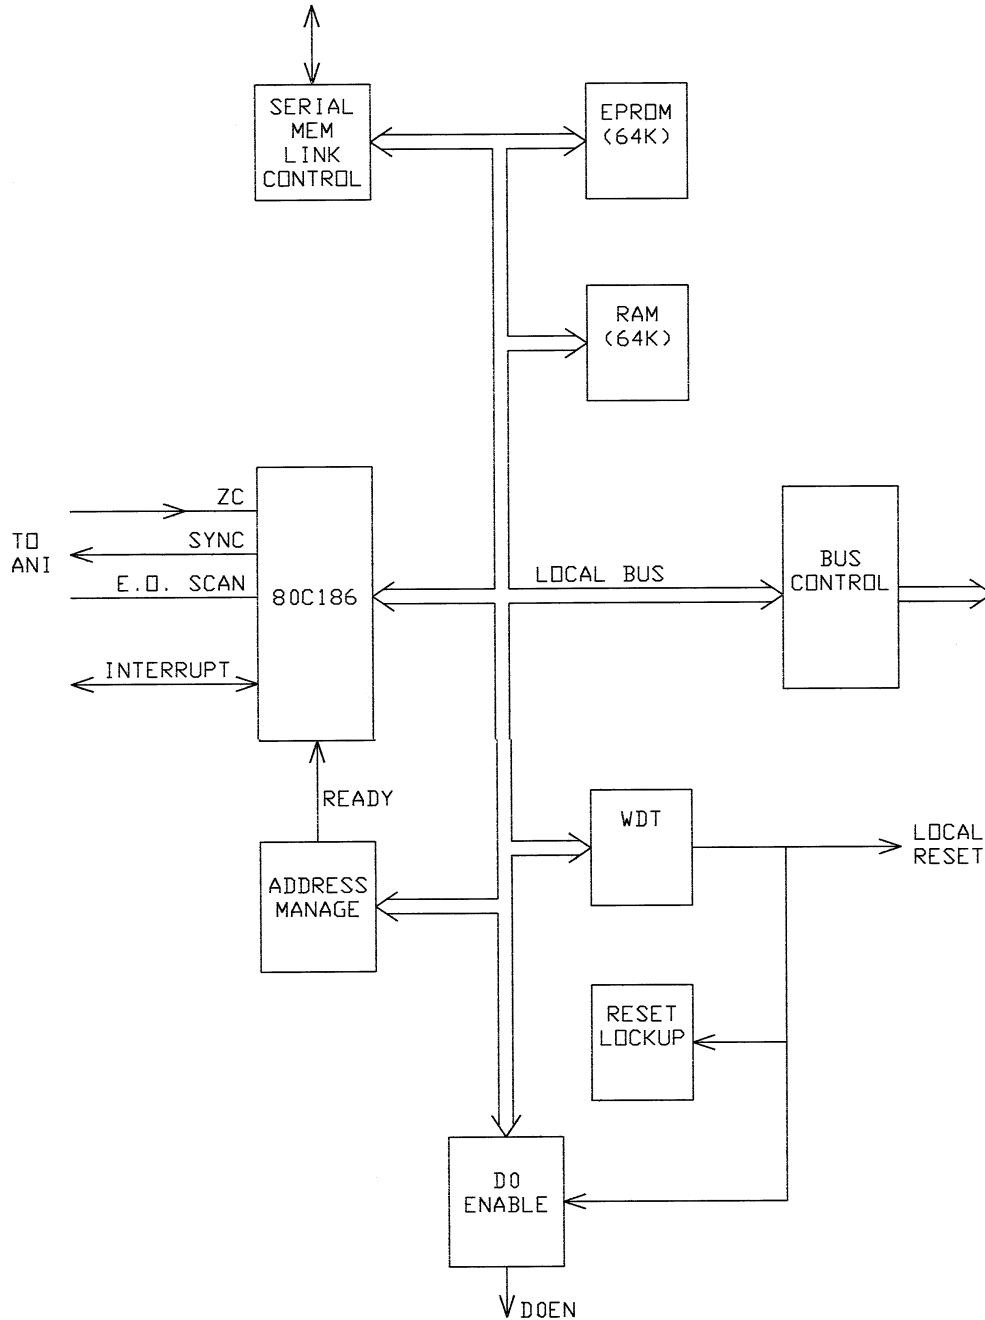 SERIAL
MEM
LINK
CONTROL
EPROM
(64K)
RAM
(64K)
ZC
TO
ANI
SYNC
E.O. SCAN
80C186
INTERRUPT
LOCAL BUS
BUS
CONTROL
READY
ADDRESS
MANAGE
WDT
LOCAL
RESET
RESET
LOCKUP
DO
ENABLE
DOEN